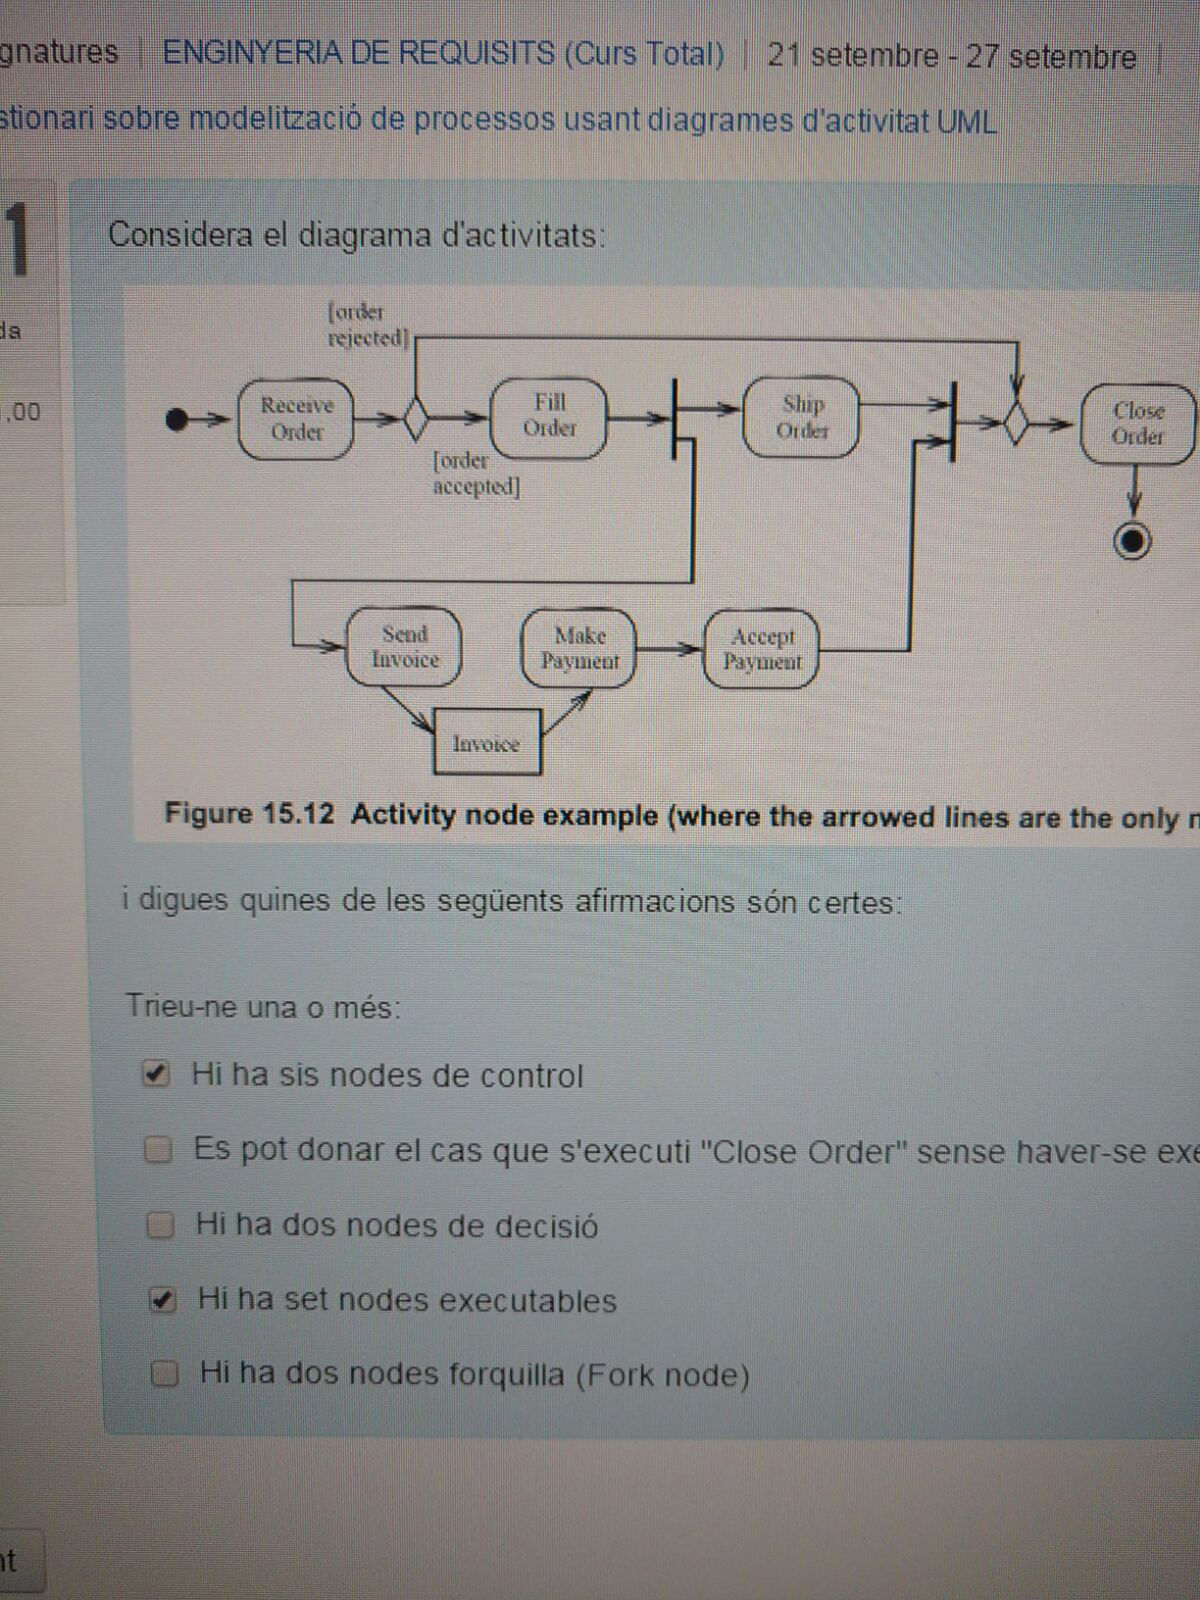 gnatures | ENGINYERIA DE REQUISITS (Curs Total) | 21 setembre - 27 setembre |
stionari sobre modelització de processos usant diagrames d'activitat UML
1
da
,00
Considera el diagrama d'activitats:
[order
rejected]
Receive
Order
[order
accepted]
Fill
Order
Ship
Order
Close
Order
Send
Invoice
Make
Payment
Accept
Payment
Invoice
Figure 15.12 Activity node example (where the arrowed lines are the only
i digues quines de les següents afirmacions són certes:
Trieu-ne una o més:
Hi ha sis nodes de control
Es pot donar el cas que s'executi "Close Order" sense haver-se exe
Hi ha dos nodes de decisió
Hi ha set nodes executables
Hi ha dos nodes forquilla (Fork node)
nt